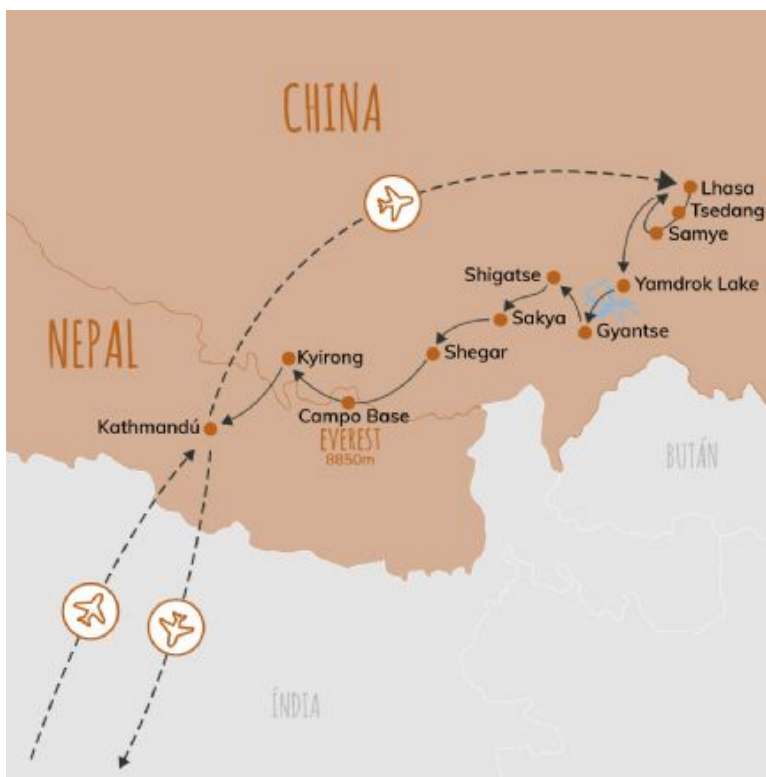 CHINA
Lhasa
Tsedang
Samye
Shigatse
Yamdrok Lake
Sakya
Gyantse
NEPAL
Kyirong
Shegar
Campo Base
EVEREST
8850m
Kathmandú
BUTÁN
ÍNDIA